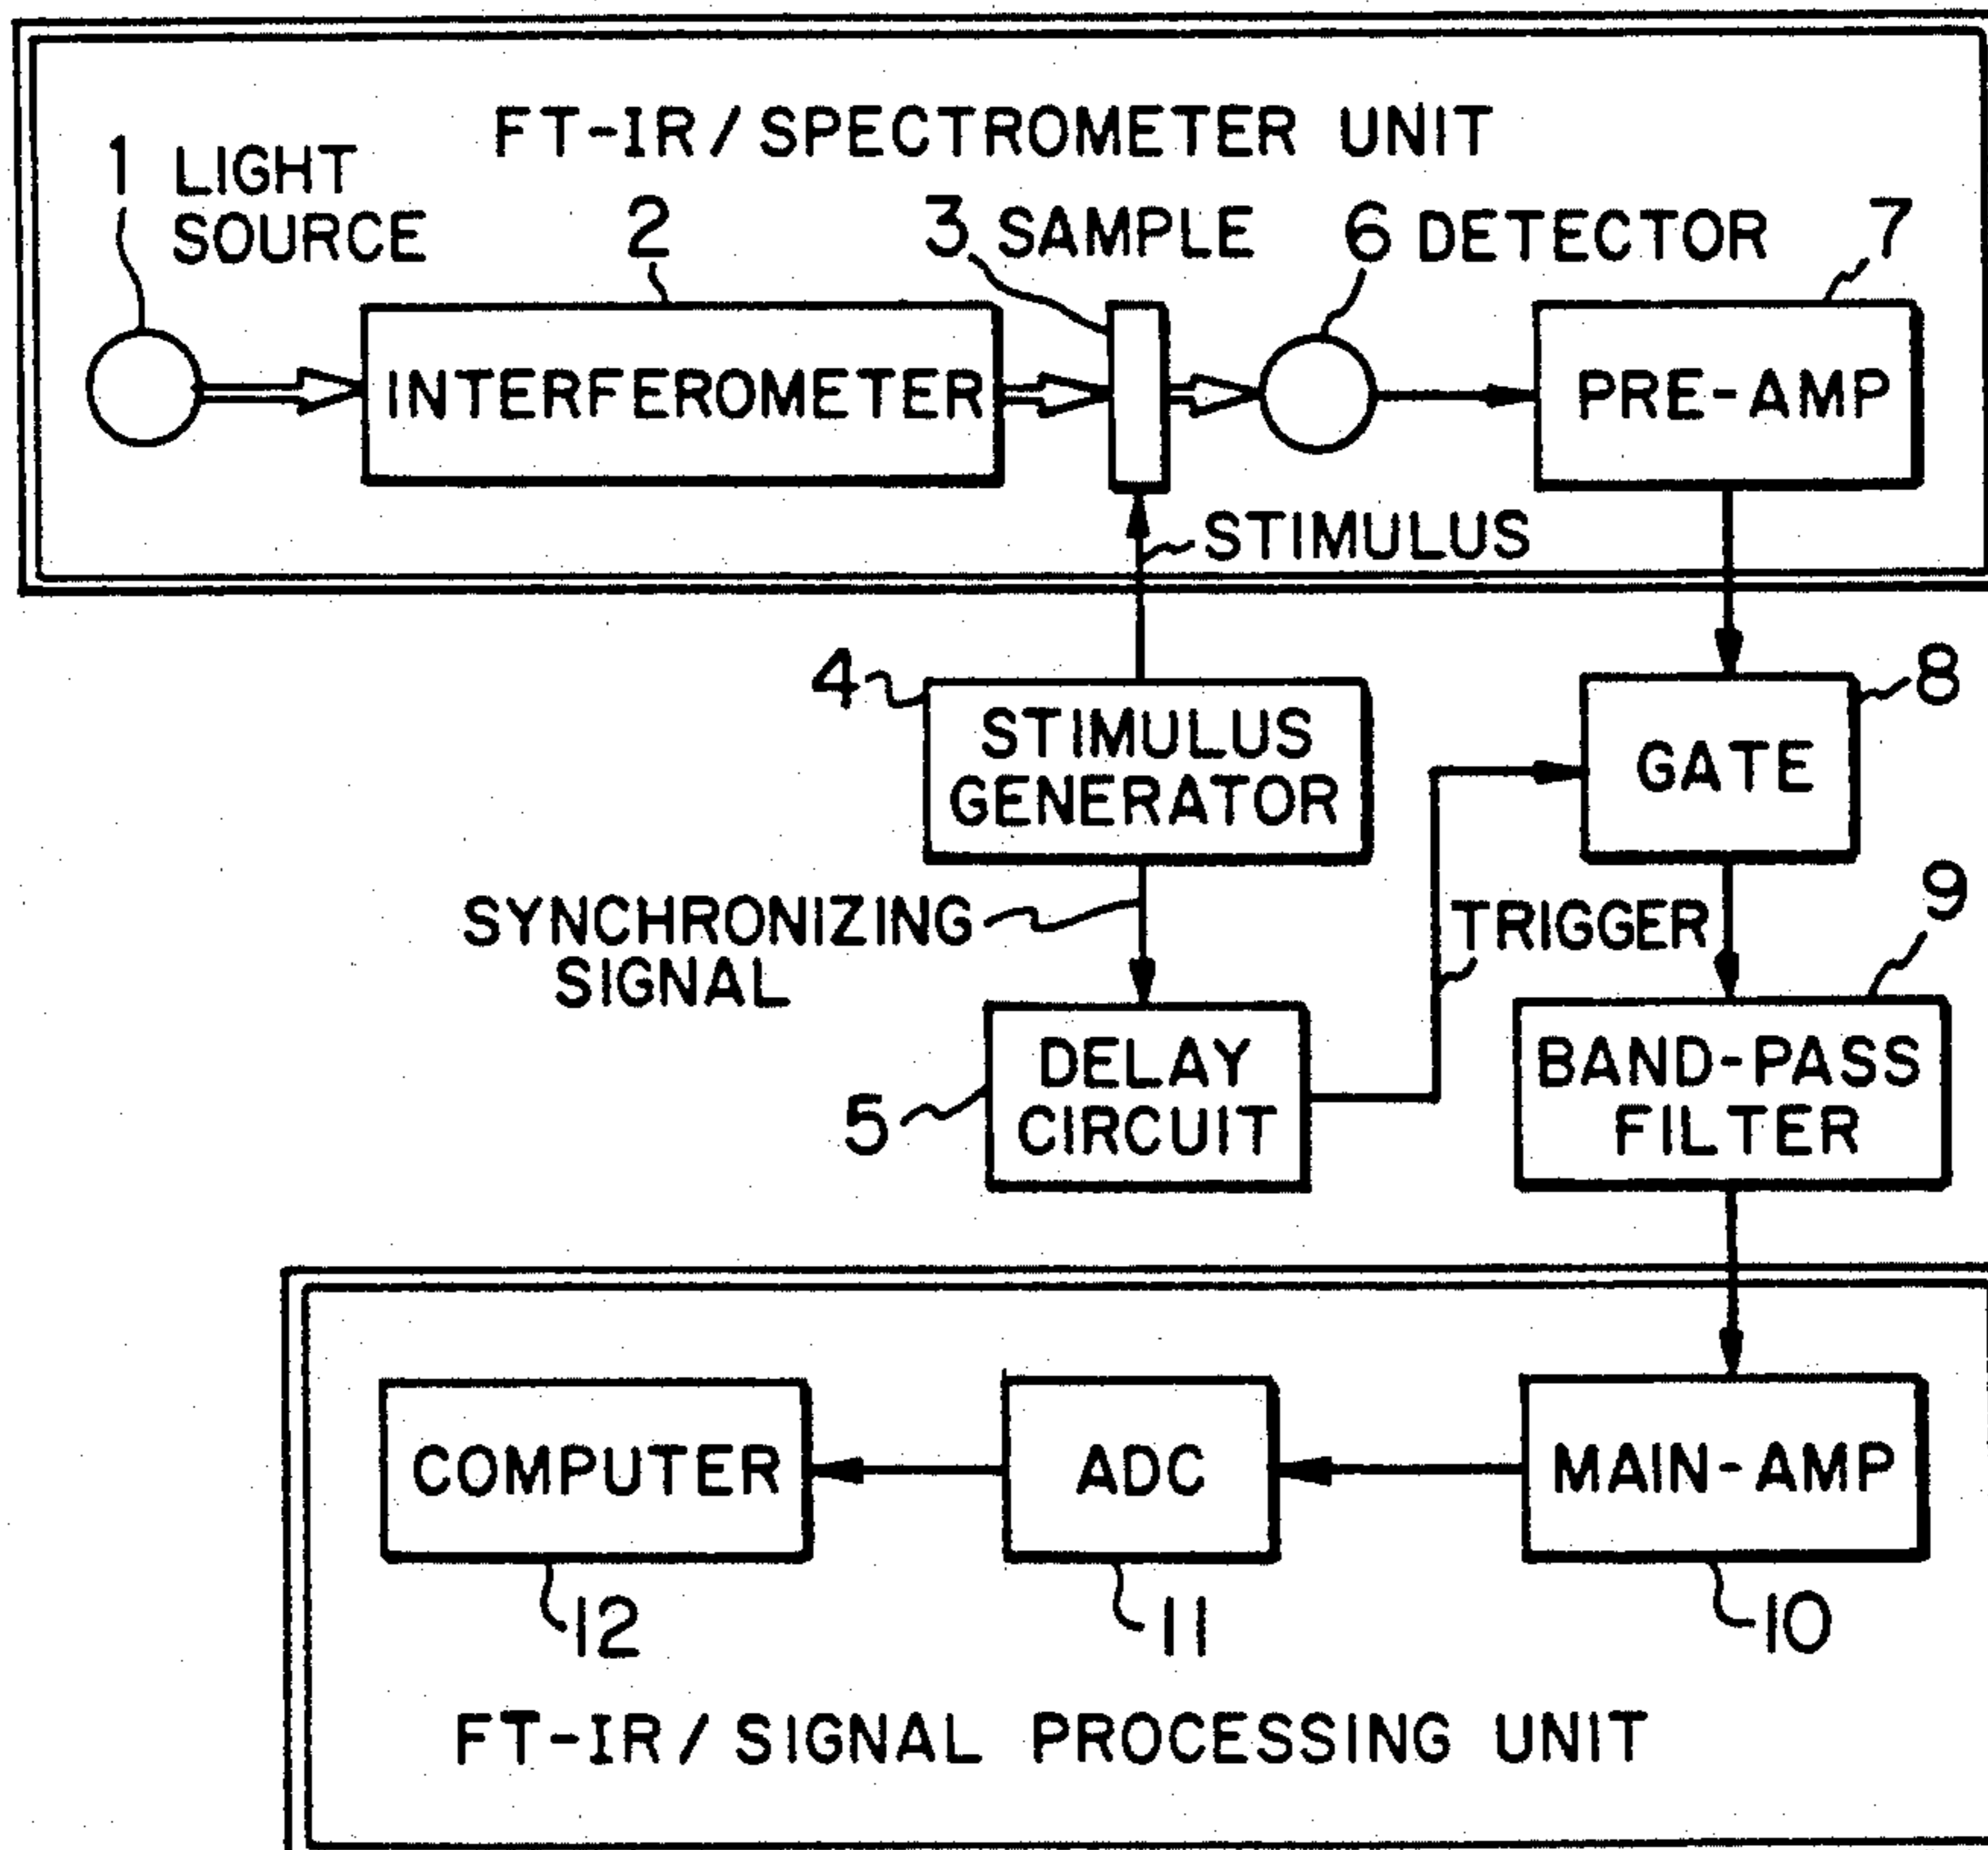 FT-IR/SPECTROMETER UNIT
1 LIGHT
SOURCE
2
3 SAMPLE
6 DETECTOR
7
INTERFEROMETER
PRE-AMP
STIMULUS
4
STIMULUS
GENERATOR
8
GATE
SYNCHRONIZING
SIGNAL
TRIGGER
9
5
DELAY
CIRCUIT
BAND-PASS
FILTER
COMPUTER
ADC
MAIN-AMP
12
11
10
FT-IR/SIGNAL PROCESSING UNIT